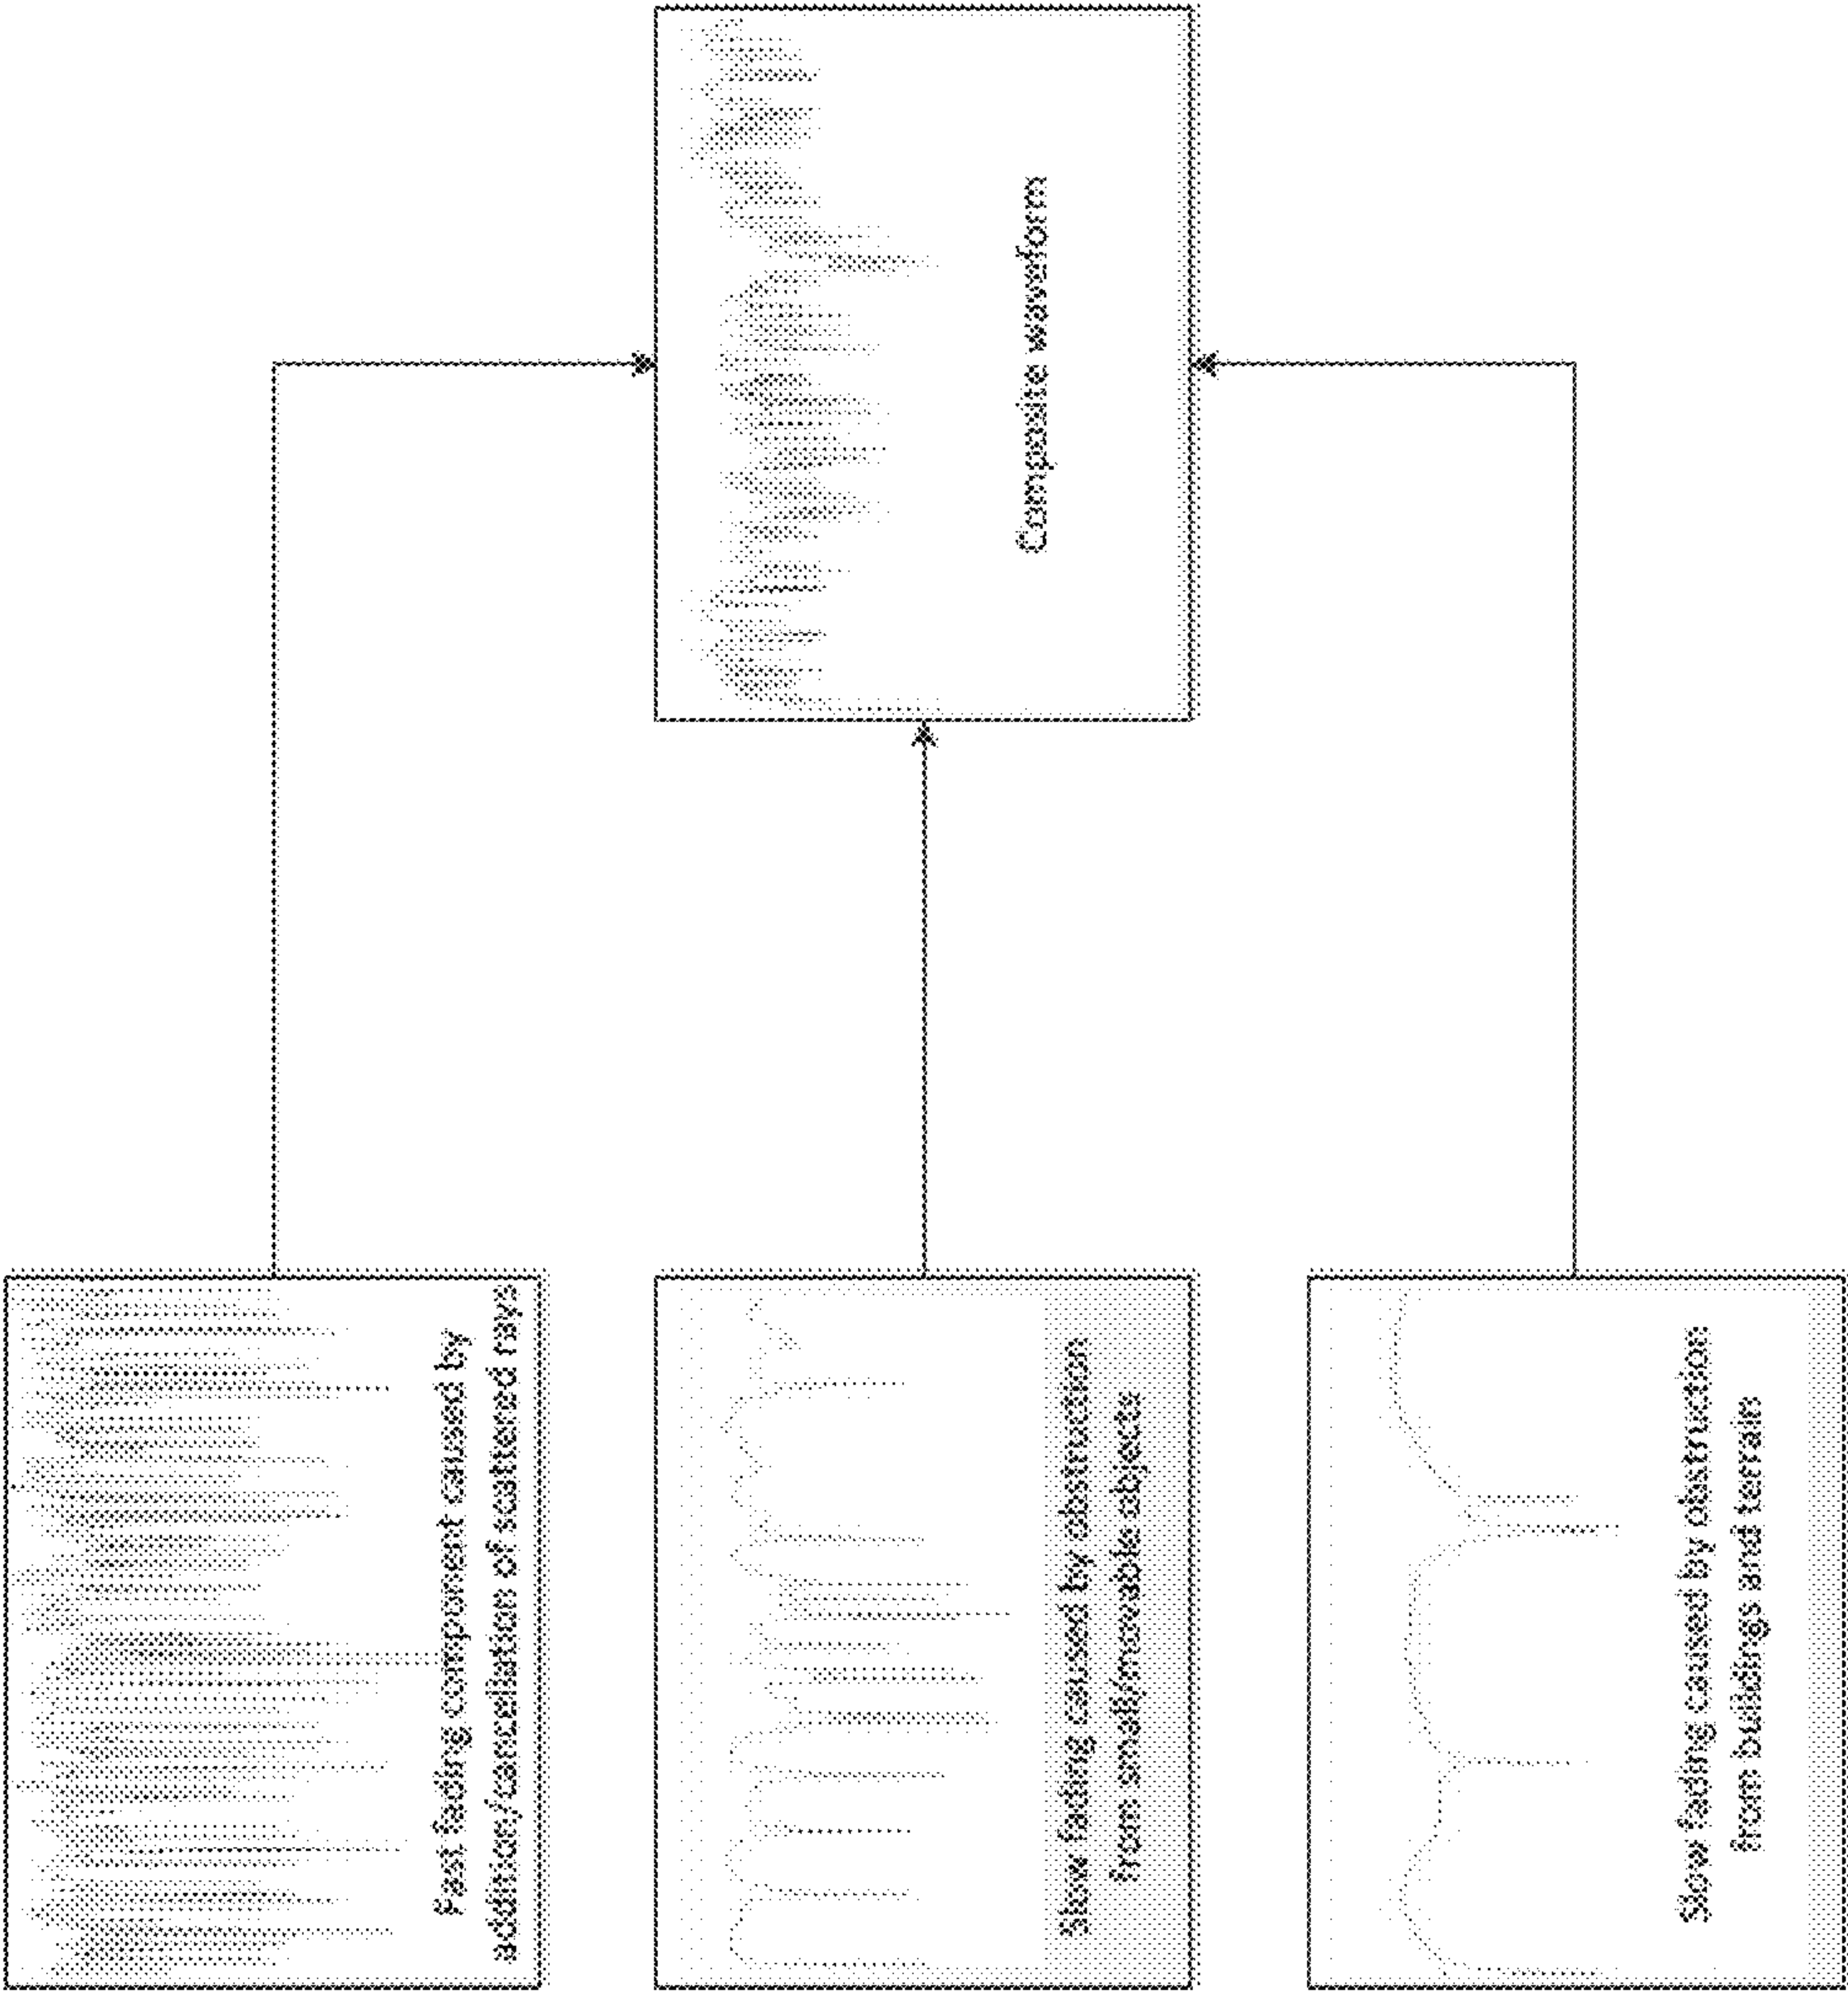 Fast fading component caused by
addition/cancellation of scattered rays
Slow fading caused by obstruction
from small/movable objects
Slow fading caused by obstruction
from buildings and terrain
Composite waveform